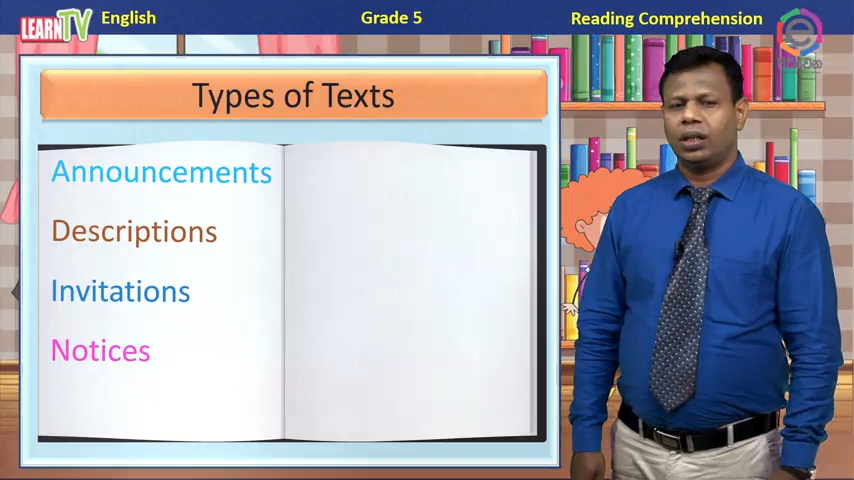 LEARN TV
English
Grade 5
Reading Comprehension
Types of Texts
Announcements
Descriptions
Invitations
Notices